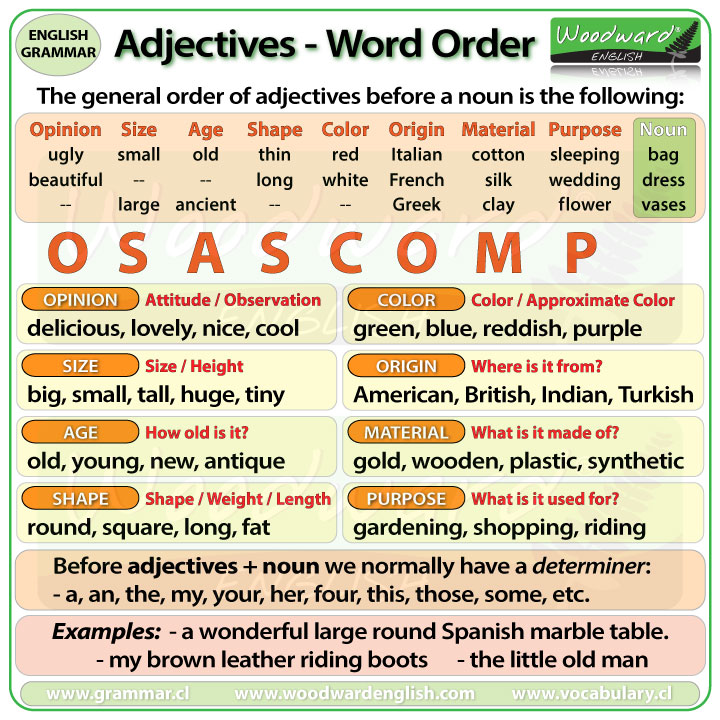 ENGLISH
GRAMMAR
Adjectives - Word Order
Woodward®
ENGLISH
The general order of adjectives before a noun is the following:
Opinion Size Age Shape Color Origin Material Purpose Noun
ugly small old thin red Italian cotton sleeping bag
beautiful -- -- long white French silk wedding dress
-- large ancient -- -- Greek clay flower vases
O S A S C O M P
OPINION Attitude / Observation
delicious, lovely, nice, cool
COLOR Color / Approximate Color
green, blue, reddish, purple
SIZE Size / Height
big, small, tall, huge, tiny
ORIGIN Where is it from?
American, British, Indian, Turkish
AGE How old is it?
old, young, new, antique
MATERIAL What is it made of?
gold, wooden, plastic, synthetic
SHAPE Shape / Weight / Length
round, square, long, fat
PURPOSE What is it used for?
gardening, shopping, riding
Before adjectives + noun we normally have a determiner:
- a, an, the, my, your, her, four, this, those, some, etc.
Examples: - a wonderful large round Spanish marble table.
- my brown leather riding boots - the little old man
www.grammar.cl www.woodwardenglish.com www.vocabulary.cl